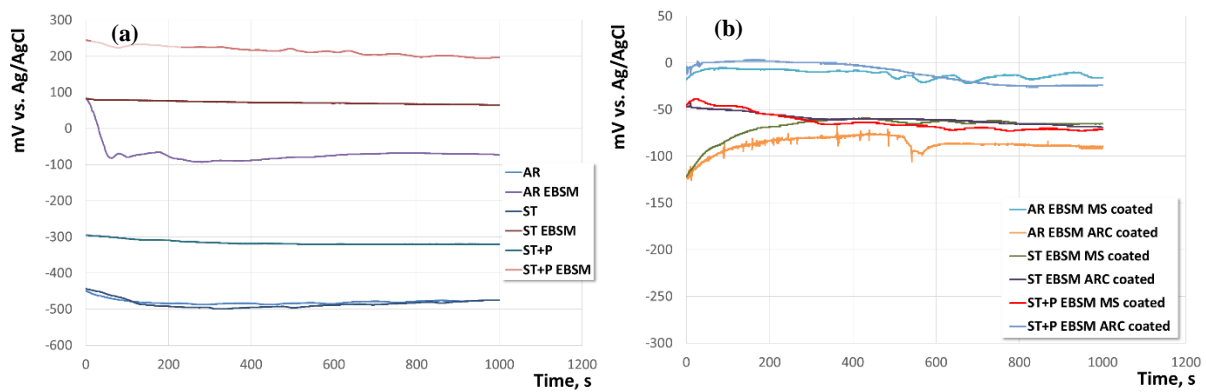 (a)
mV vs. Ag/AgCl
300
200
100
0
-100
-200
-300
-400
-500
-600
0
200
400
600
800
1000
1200
Time, s
AR
AR EBSM
ST
ST EBSM
ST+P
ST+P EBSM
(b)
mV vs. Ag/AgCl
50
0
-50
-100
-150
-200
-250
-300
0
200
400
600
800
1000
1200
Time, s
AR EBSM MS coated
AR EBSM ARC coated
ST EBSM MS coated
ST EBSM ARC coated
ST+P EBSM MS coated
ST+P EBSM ARC coated